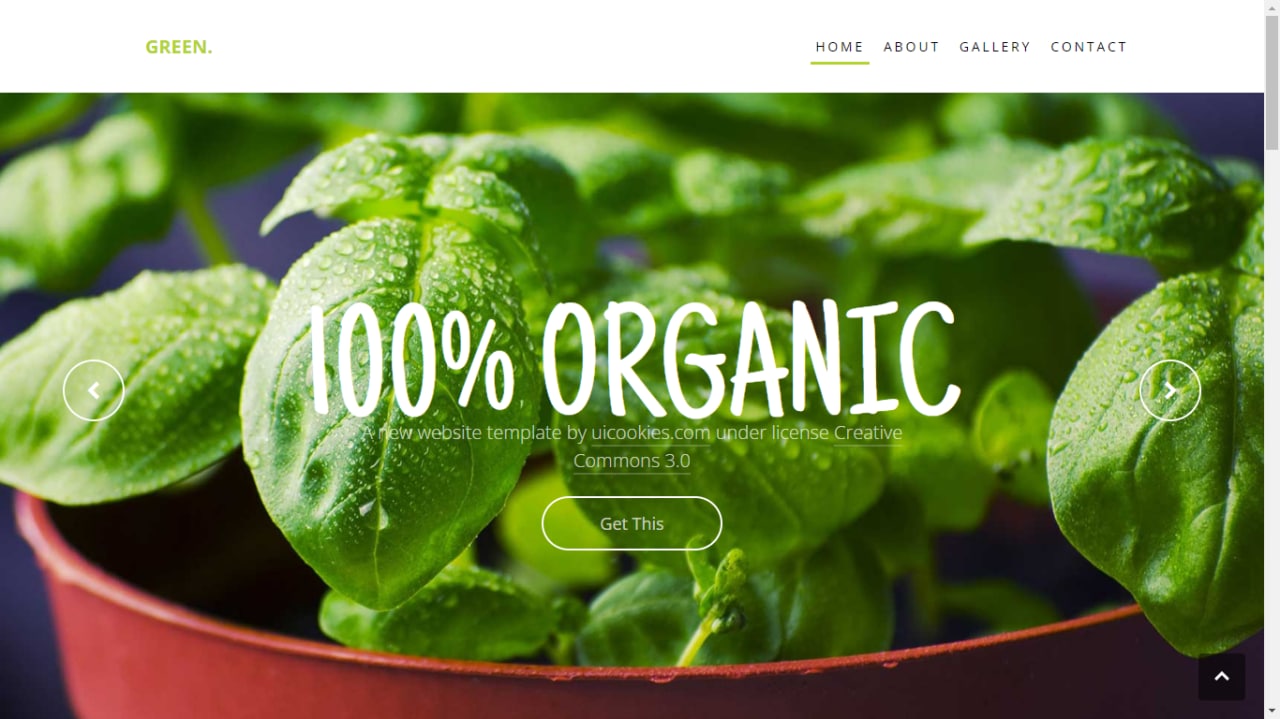 GREEN.
HOME ABOUT GALLERY CONTACT
100% ORGANIC
A new website template by uicookies.com under license Creative
Commons 3.0
Get This